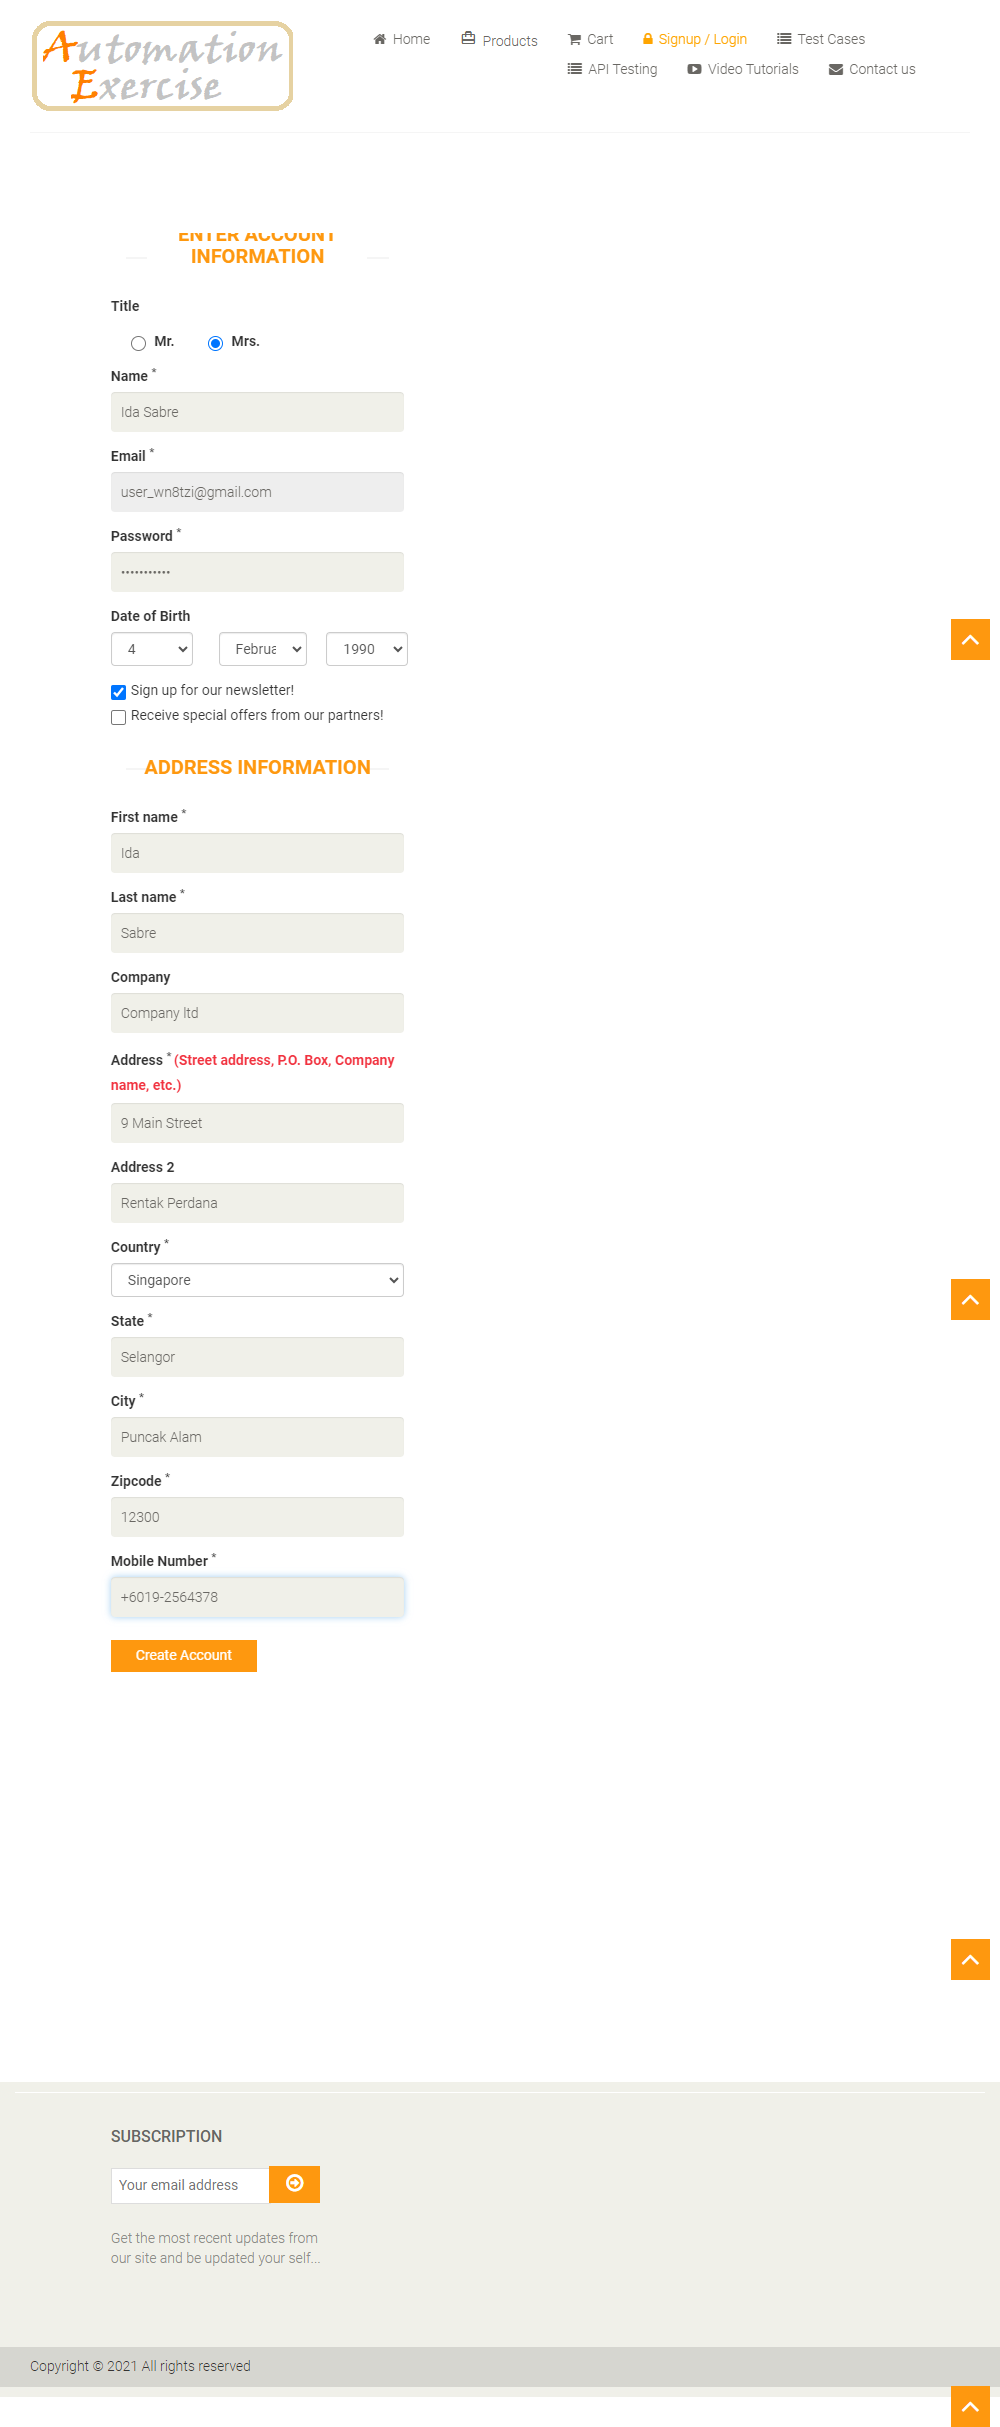 Automation
Exercise
Home
Products
Cart
Signup / Login
Test Cases
API Testing
Video Tutorials
Contact us
ENTER ACCOUNT
INFORMATION
Title
Mr.
Mrs.
Name *
Ida Sabre
Email *
user_wn8tzi@gmail.com
Password *
•••••••••••
Date of Birth
4
Februa
1990
Sign up for our newsletter!
Receive special offers from our partners!
ADDRESS INFORMATION
First name *
Ida
Last name *
Sabre
Company
Company ltd
Address * (Street address, P.O. Box, Company
name, etc.)
9 Main Street
Address 2
Rentak Perdana
Country *
Singapore
State *
Selangor
City *
Puncak Alam
Zipcode *
12300
Mobile Number *
+6019-2564378
Create Account
SUBSCRIPTION
Your email address
Get the most recent updates from
our site and be updated your self...
Copyright © 2021 All rights reserved